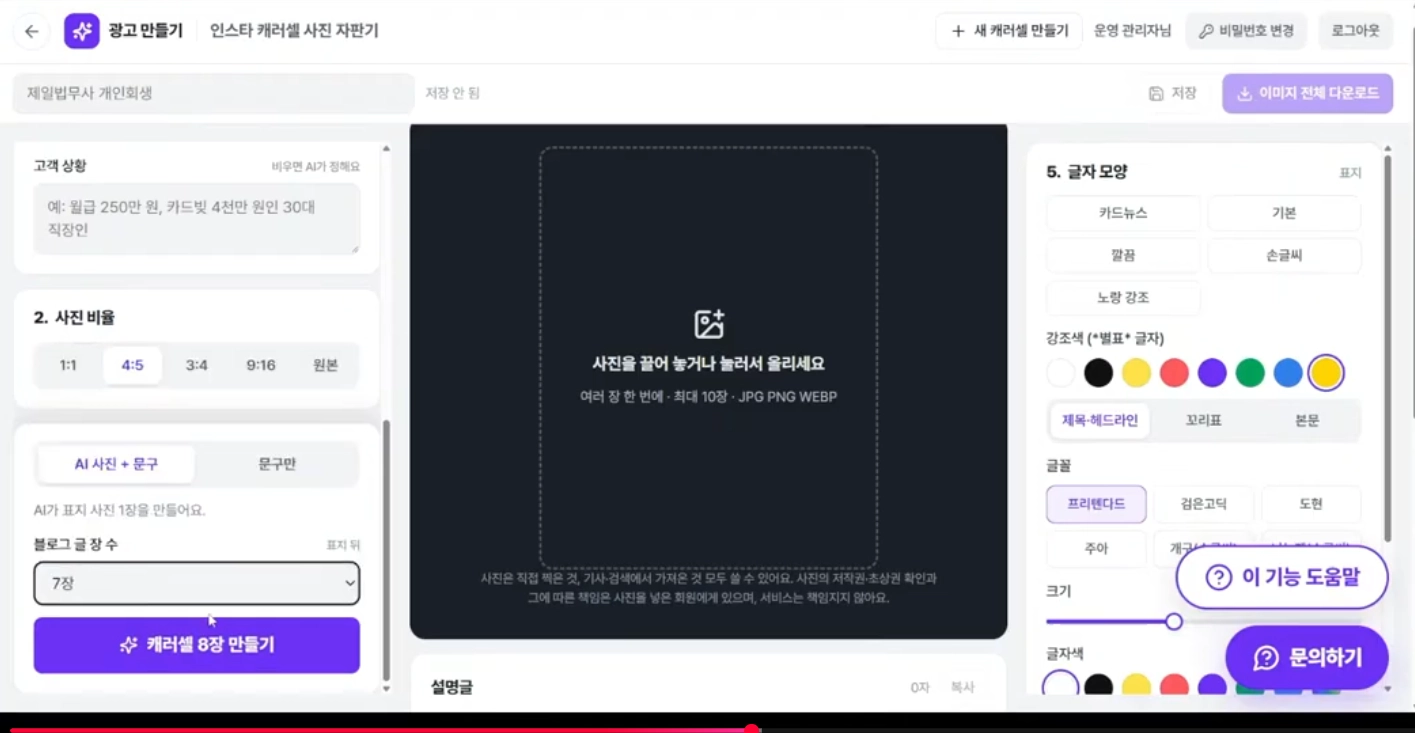 광고 만들기
인스타 캐러셀 사진 자판기
+ 새 캐러셀 만들기
운영 관리자님
비밀번호 변경
로그아웃
제일법무사 개인회생
저장 안 됨
저장
이미지 전체 다운로드
고객 상황
비우면 AI가 정해요
예: 월급 250만 원, 카드빚 4천만 원인 30대
직장인
2. 사진 비율
1:1
4:5
3:4
9:16
원본
AI 사진 + 문구
문구만
AI가 표지 사진 1장을 만들어요.
블로그 글 장 수
표지 뒤
7장
캐러셀 8장 만들기
사진을 끌어 놓거나 눌러서 올리세요
여러 장 한 번에 · 최대 10장 · JPG PNG WEBP
사진은 직접 찍은 것, 기사·검색에서 가져온 것 모두 쓸 수 있어요. 사진의 저작권·초상권 확인과
그에 따른 책임은 사진을 넣은 회원에게 있으며, 서비스는 책임지지 않아요.
설명글
0자
복사
5. 글자 모양
표지
카드뉴스
기본
깔끔
손글씨
노랑 강조
강조색 (*별표* 글자)
제목·헤드라인
꼬리표
본문
글꼴
프리텐다드
검은고딕
도현
주아
크기
글자색
이 기능 도움말
문의하기